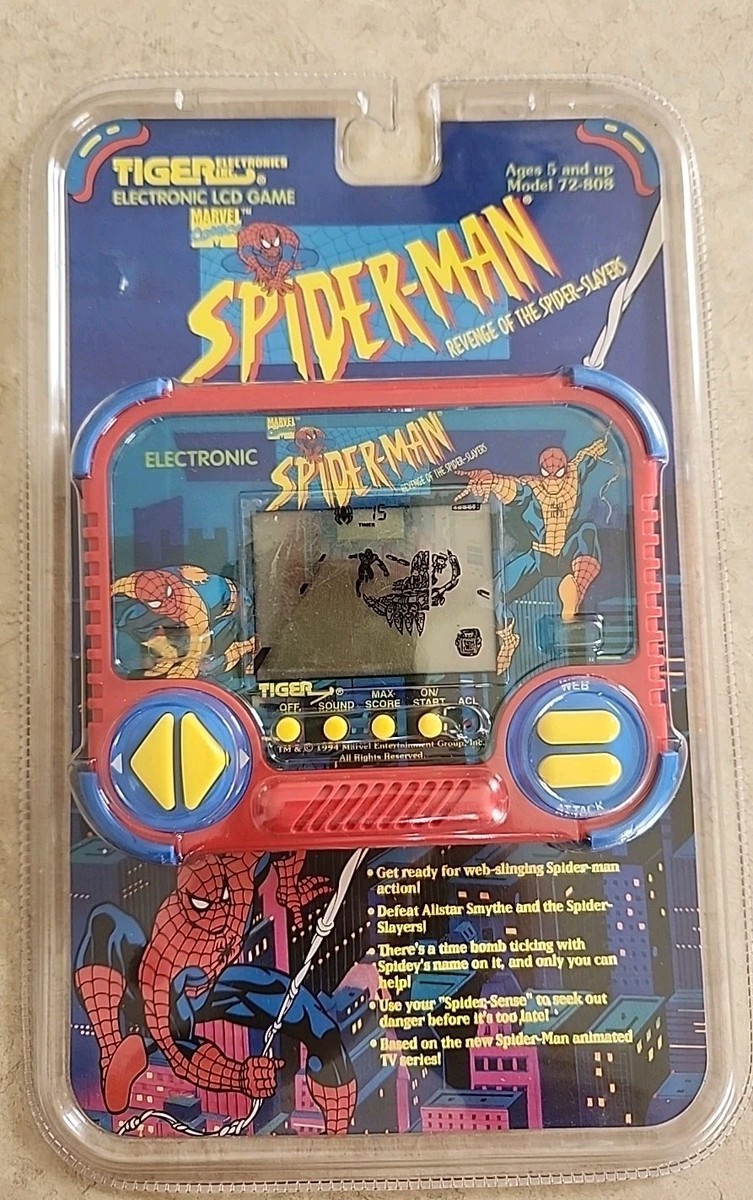 TIGER ELECTRONICS INC. ®
ELECTRONIC LCD GAME
Ages 5 and up
Model 72-808
MARVEL™
COMICS
SPIDER-MAN®
REVENGE OF THE SPIDER-SLAYERS
MARVEL
ELECTRONIC
SPIDER-MAN
REVENGE OF THE SPIDER-SLAYERS
15
TIMER
TIGER®
OFF
SOUND
MAX
SCORE
ON/
START
ACL
TM & © 1994 Marvel Entertainment Group, Inc.
All Rights Reserved.
WEB
ATTACK
• Get ready for web-slinging Spider-man
action!
• Defeat Alistar Smythe and the Spider-
Slayers!
• There's a time bomb ticking with
Spidey's name on it, and only you can
help!
• Use your "Spider-Sense" to seek out
danger before it's too late!
• Based on the new Spider-Man animated
TV series!